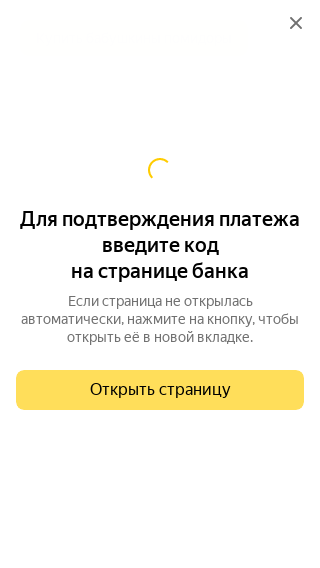 Для подтверждения платежа
введите код
на странице банка
Если страница не открылась
автоматически, нажмите на кнопку, чтобы
открыть её в новой вкладке.
Открыть страницу